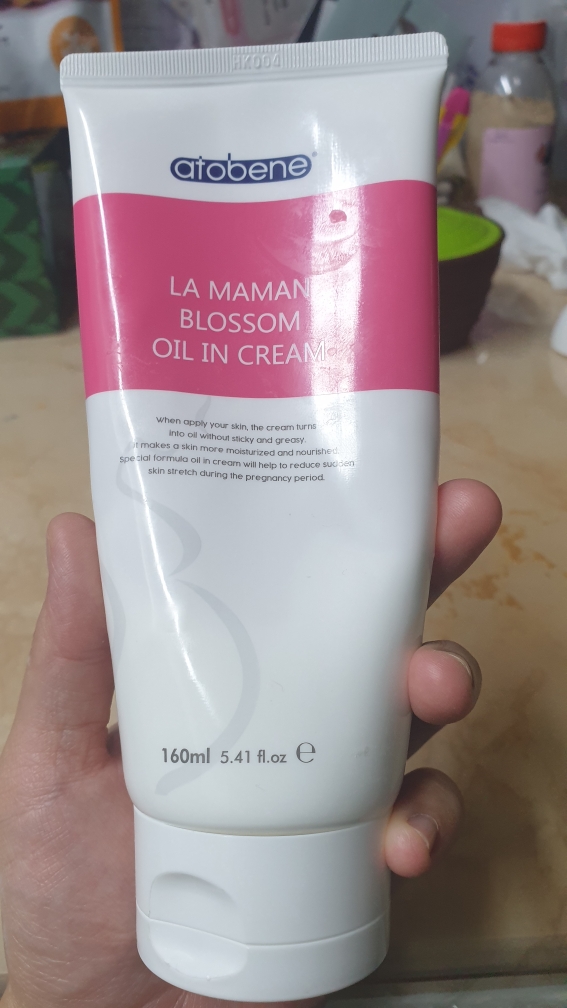 HK004
atobene
LA MAMAN
BLOSSOM
OIL IN CREAM
When apply your skin, the cream turns
into oil without sticky and greasy.
it makes a skin more moisturized and nourished.
Special formula oil in cream will help to reduce sudden
skin stretch during the pregnancy period.
160ml 5.41 fl.oz ℮